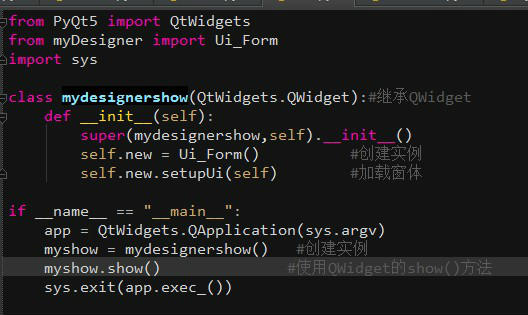 from PyQt5 import QtWidgets
from myDesigner import Ui_Form
import sys
class mydesignershow(QtWidgets.QWidget):#继承QWidget
def __init__(self):
super(mydesignershow,self).__init__()
self.new = Ui_Form() #创建实例
self.new.setupUi(self) #加载窗体
if __name__ == "__main__":
app = QtWidgets.QApplication(sys.argv)
myshow = mydesignershow() #创建实例
myshow.show() #使用QWidget的show()方法
sys.exit(app.exec_())